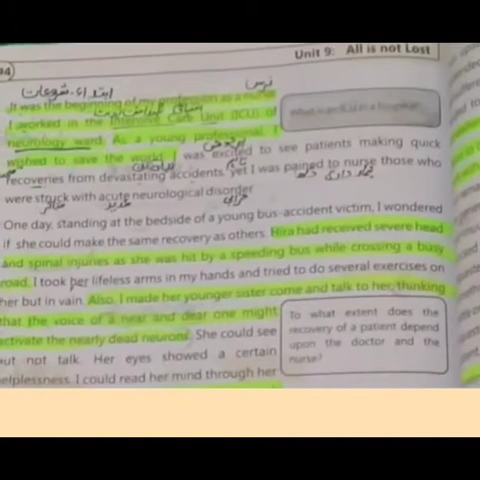 Unit 9: All is not Lost
It was the beginning of my profession as a nurse
I worked in the Intensive Care Unit (ICU) of
neurology ward. As a young professional, I
wished to save the world. I was excited to see patients making quick
recoveries from devastating accidents, yet I was pained to nurse those who
were struck with acute neurological disorder
One day, standing at the bedside of a young bus-accident victim, I wondered
if she could make the same recovery as others. Hira had received severe head
and spinal injuries as she was hit by a speeding bus while crossing a busy
road. I took her lifeless arms in my hands and tried to do several exercises on
her but in vain. Also, I made her younger sister come and talk to her, thinking
that the voice of a near and dear one might
activate the nearly dead neurons. She could see
but not talk. Her eyes showed a certain
helplessness. I could read her mind through her
To what extent does the
recovery of a patient depend
upon the doctor and the
nurse?